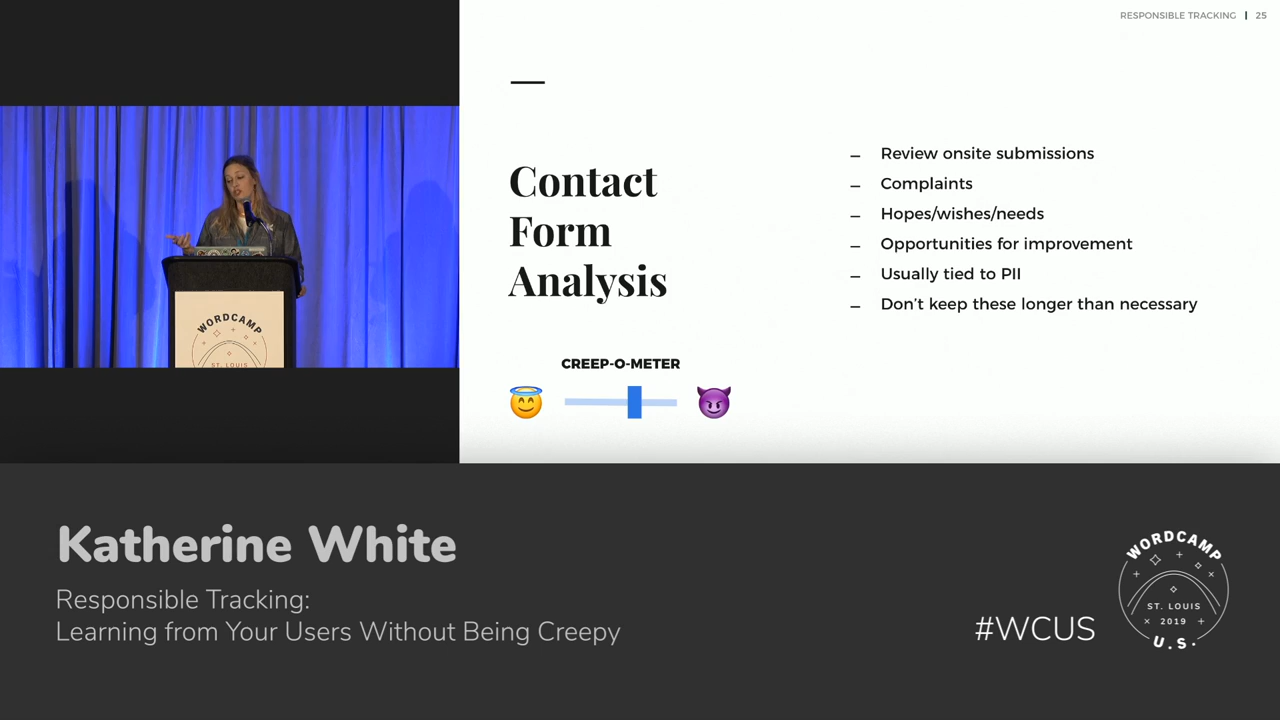 RESPONSIBLE TRACKING | 25
Contact
Form
Analysis
– Review onsite submissions
– Complaints
– Hopes/wishes/needs
– Opportunities for improvement
– Usually tied to PII
– Don’t keep these longer than necessary
CREEP-O-METER
WORDCAMP
ST. LOUIS
Katherine White
Responsible Tracking:
Learning from Your Users Without Being Creepy
#WCUS
WORDCAMP
ST. LOUIS
2019
U.S.